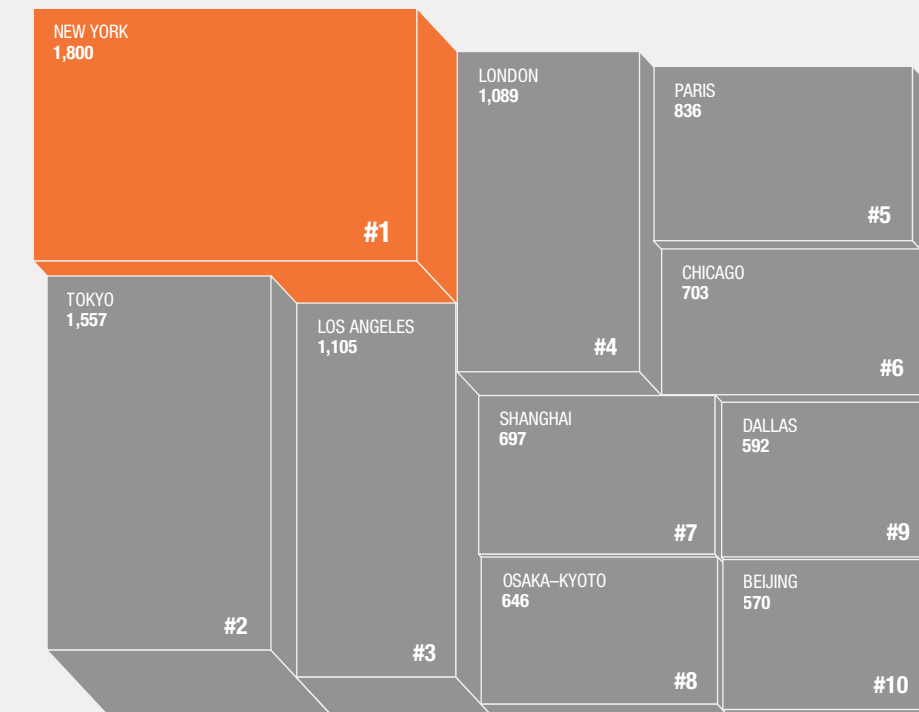 NEW YORK
1,800
#1
TOKYO
1,557
#2
LOS ANGELES
1,105
#3
LONDON
1,089
#4
PARIS
836
#5
CHICAGO
703
#6
SHANGHAI
697
#7
OSAKA–KYOTO
646
#8
DALLAS
592
#9
BEIJING
570
#10